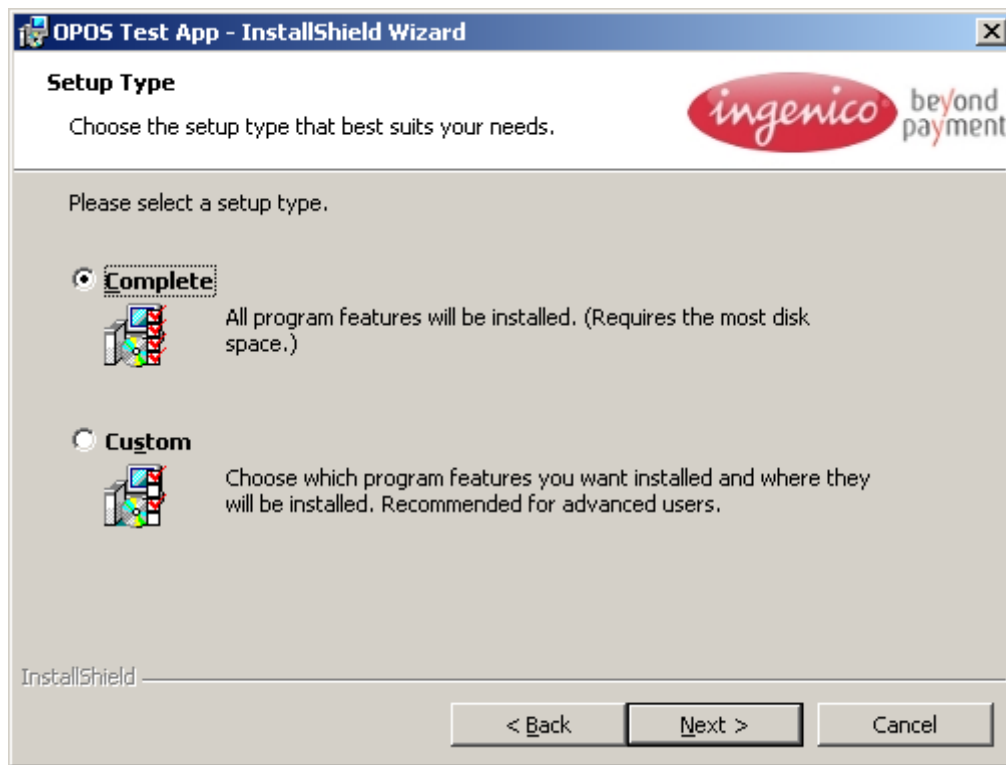 OPOS Test App - InstallShield Wizard
Setup Type
Choose the setup type that best suits your needs.
ingenico
beyond
payment
Please select a setup type.
Complete
All program features will be installed. (Requires the most disk
space.)
Custom
Choose which program features you want installed and where they
will be installed. Recommended for advanced users.
InstallShield
< Back
Next >
Cancel